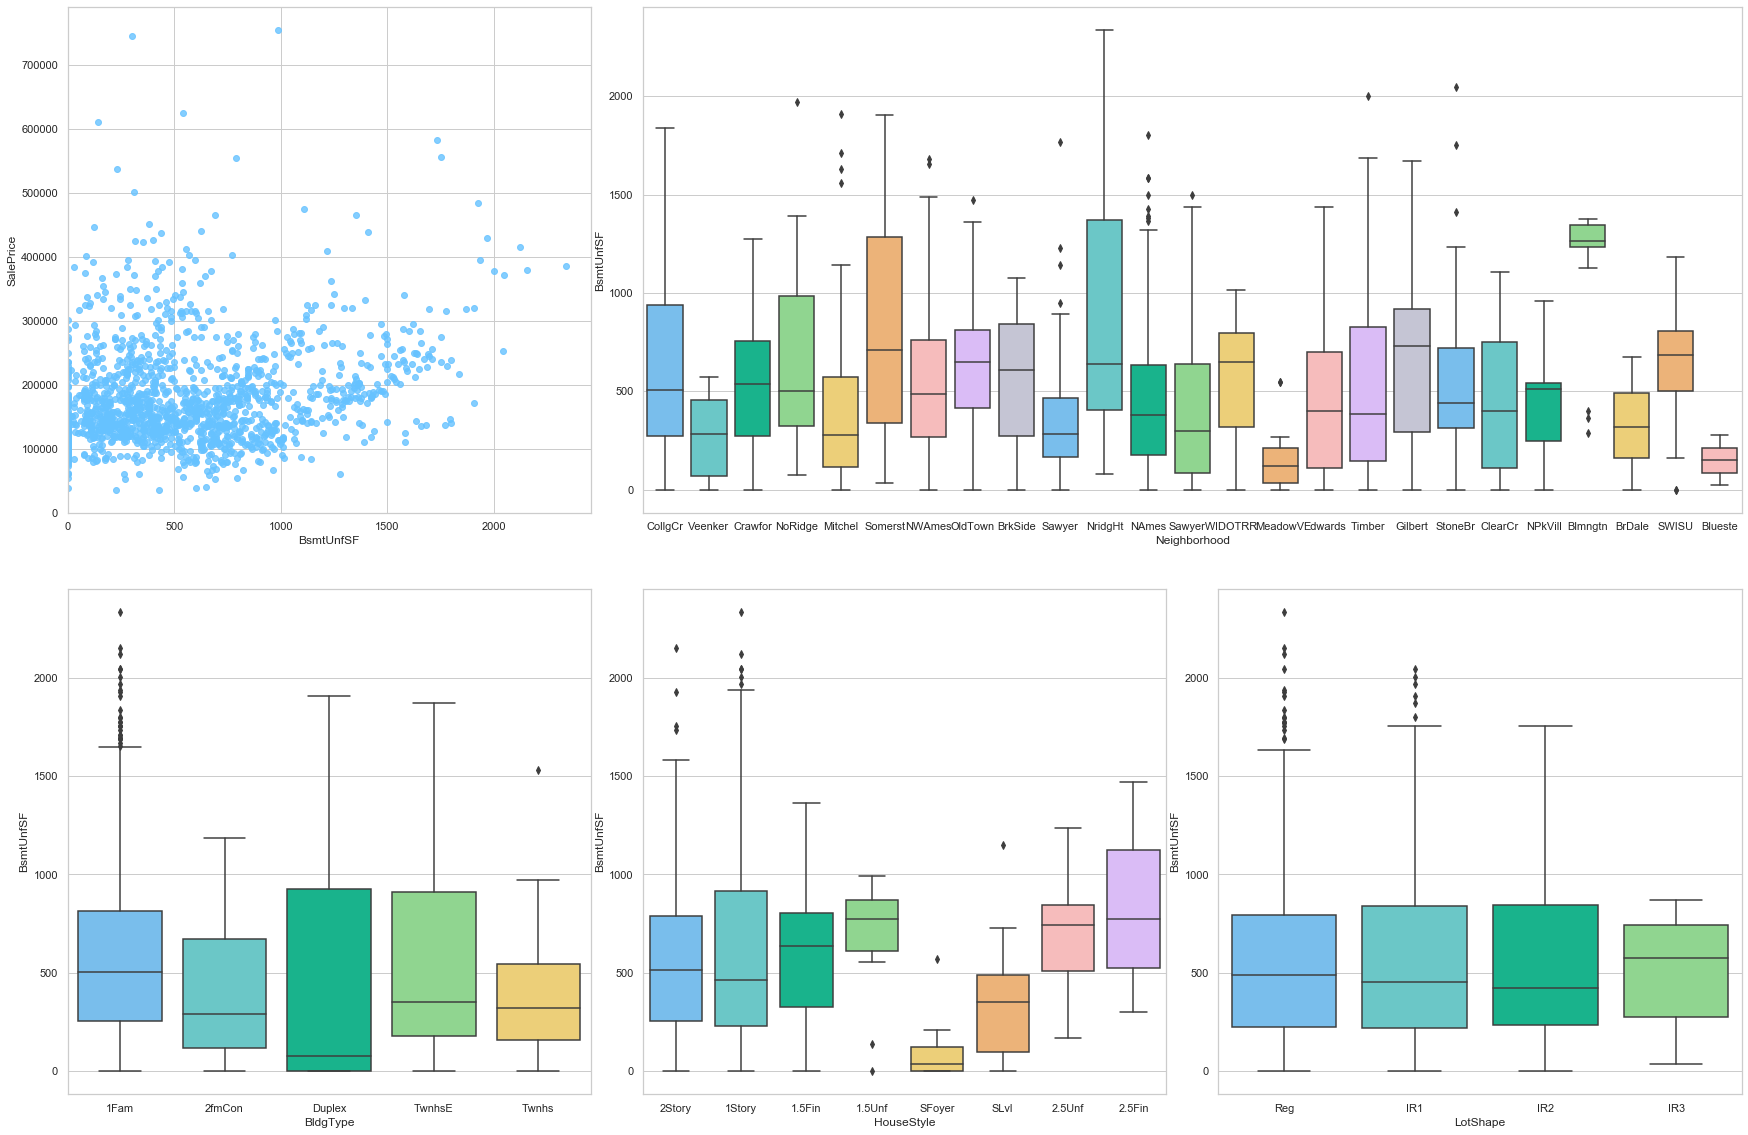 700000
600000
500000
400000
300000
200000
100000
0
SalePrice
0 500 1000 1500 2000
BsmtUnfSF
2000
1500
1000
500
0
BsmtUnfSF
CollgCr Veenker Crawfor NoRidge Mitchel Somerst NWAmes OldTown BrkSide Sawyer NridgHt NAmes SawyerW IDOTRR MeadowV Edwards Timber Gilbert StoneBr ClearCr NPkVill Blmngtn BrDale SWISU Blueste
Neighborhood
2000
1500
1000
500
0
BsmtUnfSF
1Fam 2fmCon Duplex TwnhsE Twnhs
BldgType
2000
1500
1000
500
0
BsmtUnfSF
2Story 1Story 1.5Fin 1.5Unf SFoyer SLvl 2.5Unf 2.5Fin
HouseStyle
2000
1500
1000
500
0
BsmtUnfSF
Reg IR1 IR2 IR3
LotShape